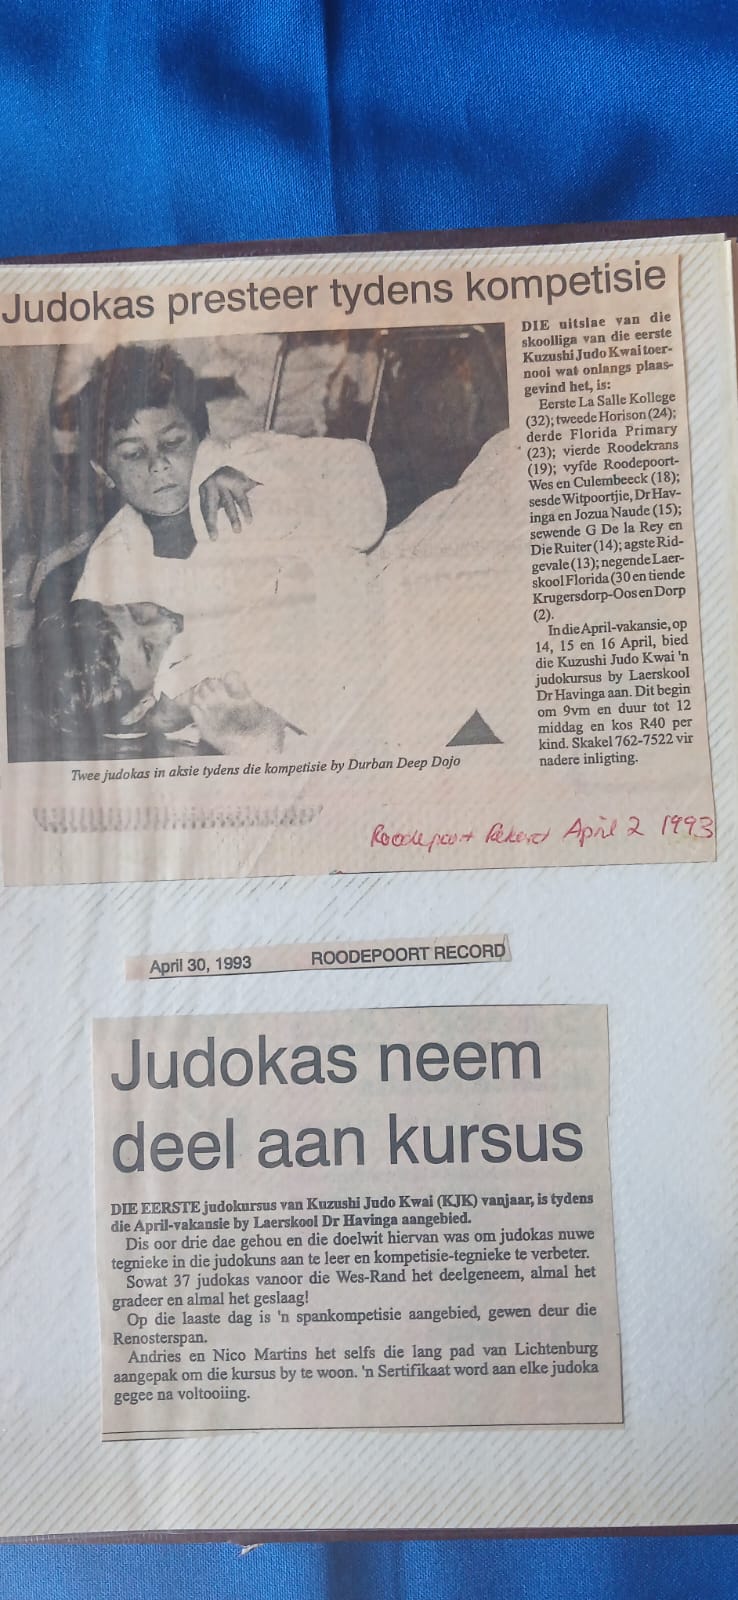 Judokas presteer tydens kompetisie
DIE uitslae van die
skoolliga van die eerste
Kuzushi Judo Kwai toer-
nooi wat onlangs plaas-
gevind het, is:
Eerste La Salle Kollege
(32); tweede Horison (24);
derde Florida Primary
(23); vierde Roodekrans
(19); vyfde Roodepoort-
Wes en Culembeeck (18);
sesde Witpoortjie, Dr Hav-
inga en Jozua Naude (15);
sewende G De la Rey en
Die Ruiter (14); agste Rid-
gevale (13); negende Laer-
skool Florida (30 en tiende
Krugersdorp-Oos en Dorp
(2).
In die April-vakansie, op
14, 15 en 16 April, bied
die Kuzushi Judo Kwai 'n
judokursus by Laerskool
Dr Havinga aan. Dit begin
om 9vm en duur tot 12
middag en kos R40 per
kind. Skakel 762-7522 vir
nadere inligting.
Twee judokas in aksie tydens die kompetisie by Durban Deep Dojo
Roodepoort Rekord April 2 1993
April 30, 1993 ROODEPOORT RECORD
Judokas neem
deel aan kursus
DIE EERSTE judokursus van Kuzushi Judo Kwai (KJK) vanjaar, is tydens
die April-vakansie by Laerskool Dr Havinga aangebied.
Dis oor drie dae gehou en die doelwit hiervan was om judokas nuwe
tegnieke in die judokuns aan te leer en kompetisie-tegnieke te verbeter.
Sowat 37 judokas vanoor die Wes-Rand het deelgeneem, almal het
gradeer en almal het geslaag!
Op die laaste dag is 'n spankompetisie aangebied, gewen deur die
Renosterspan.
Andries en Nico Martins het selfs die lang pad van Lichtenburg
aangepak om die kursus by te woon. 'n Sertifikaat word aan elke judoka
gegee na voltooiing.